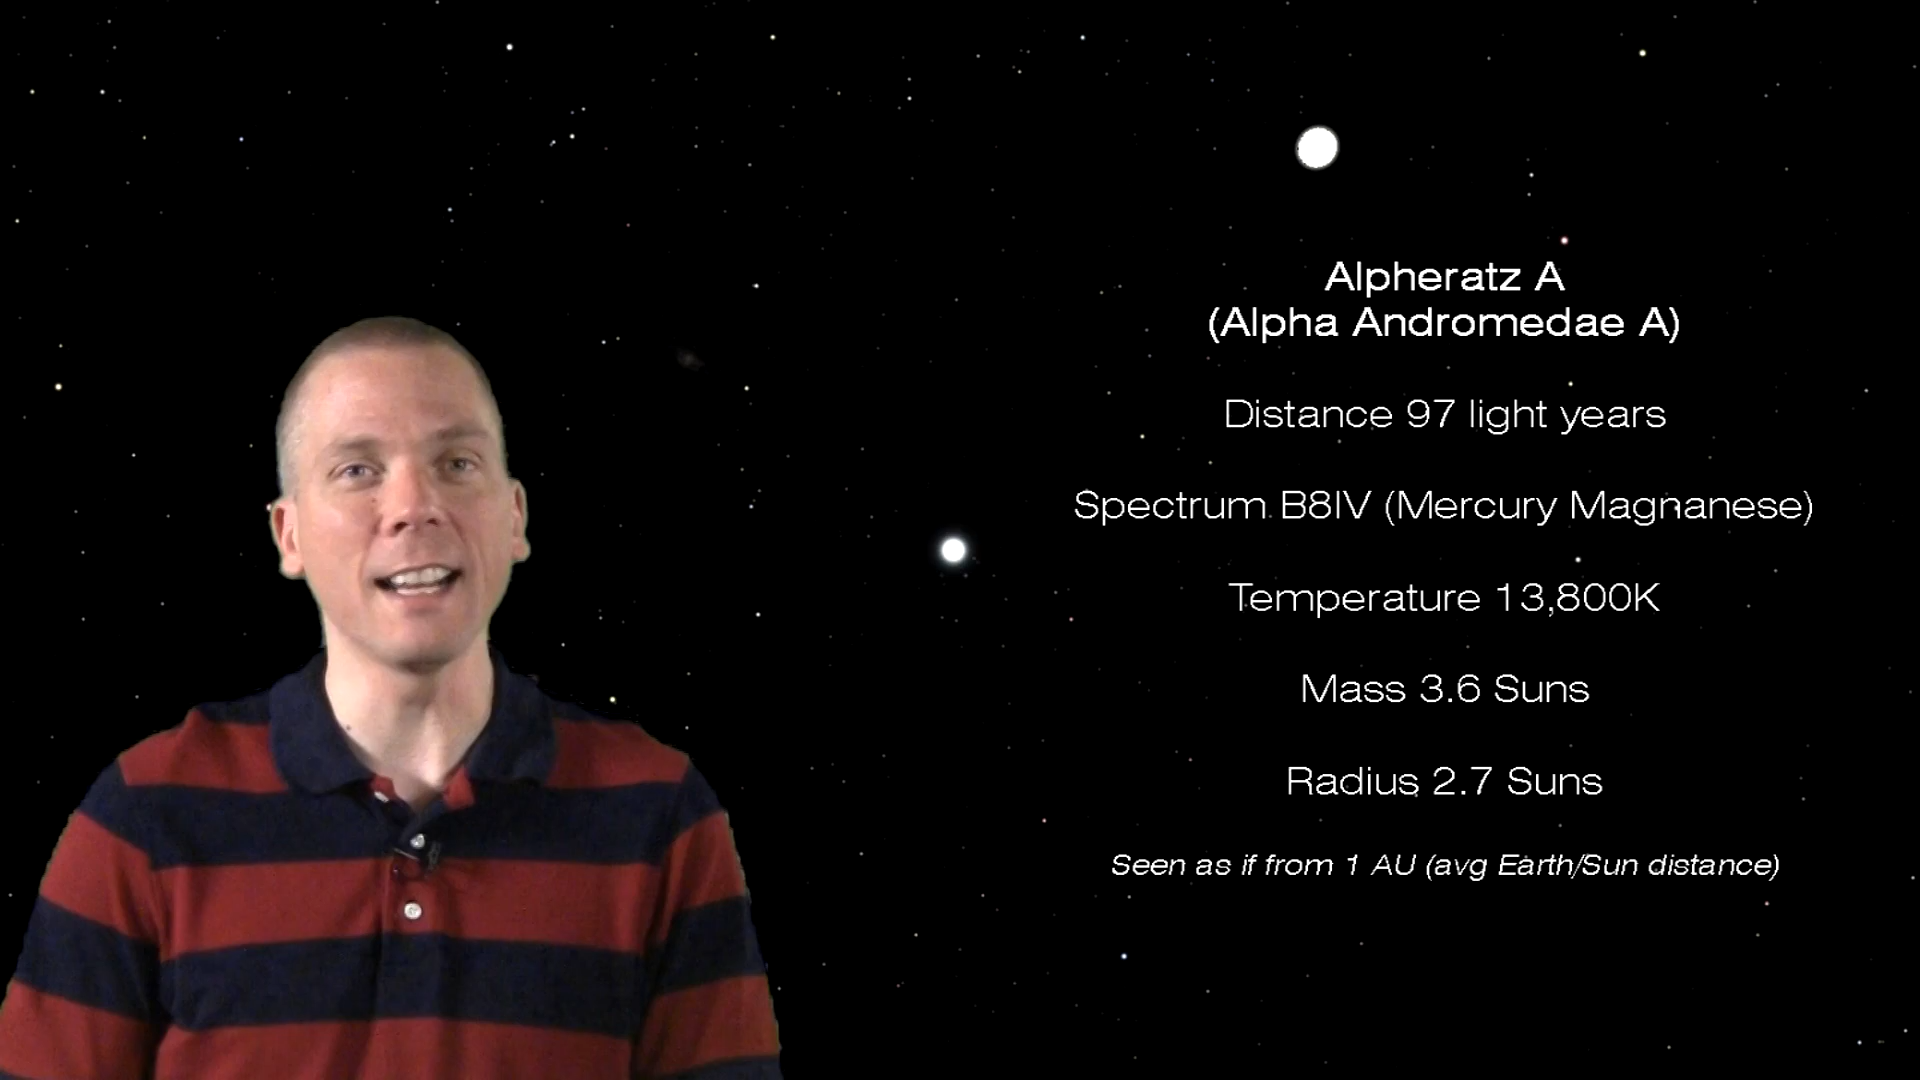 Alpheratz A
(Alpha Andromedae A)
Distance 97 light years
Spectrum B8IV (Mercury Magnanese)
Temperature 13,800K
Mass 3.6 Suns
Radius 2.7 Suns
Seen as if from 1 AU (avg Earth/Sun distance)